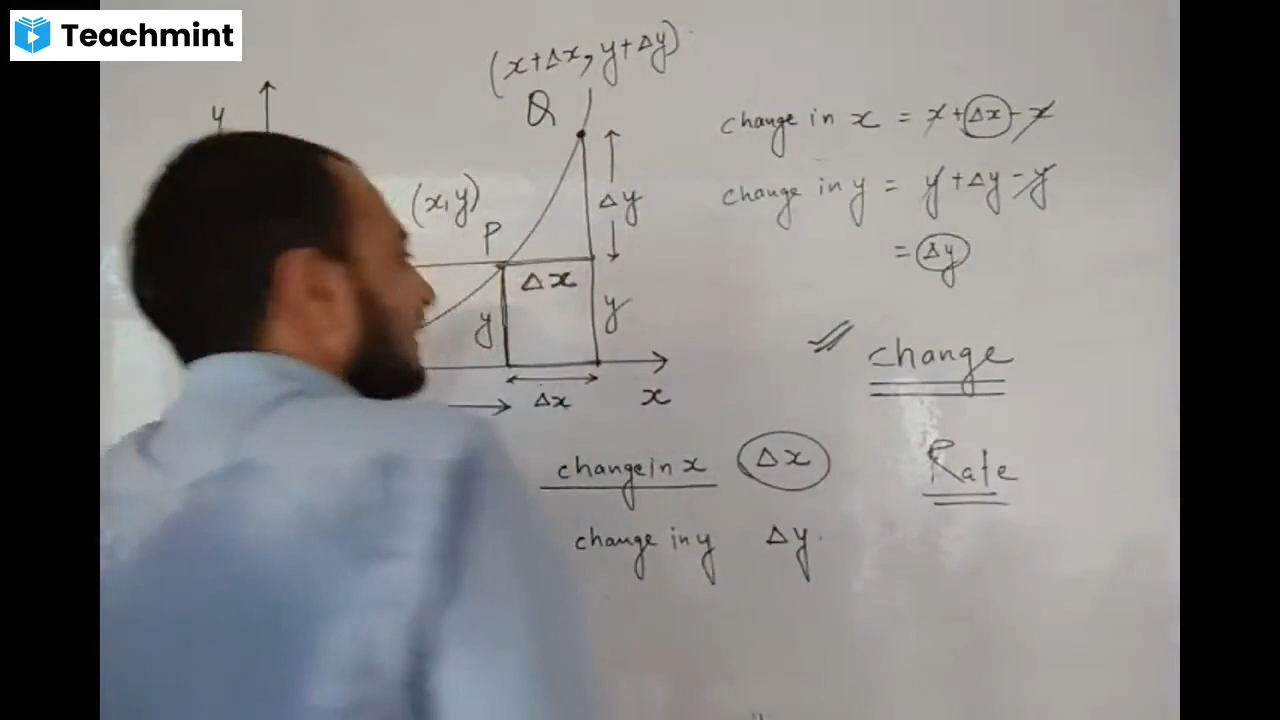 Teachmint
(x+Δx, y+Δy)
Q
y
(x, y)
P
Δy
Δx
y
y
Δx
x
change in x = x + Δx - x
change in y = y + Δy - y
= Δy
change
Rate
change in x Δx
change in y Δy